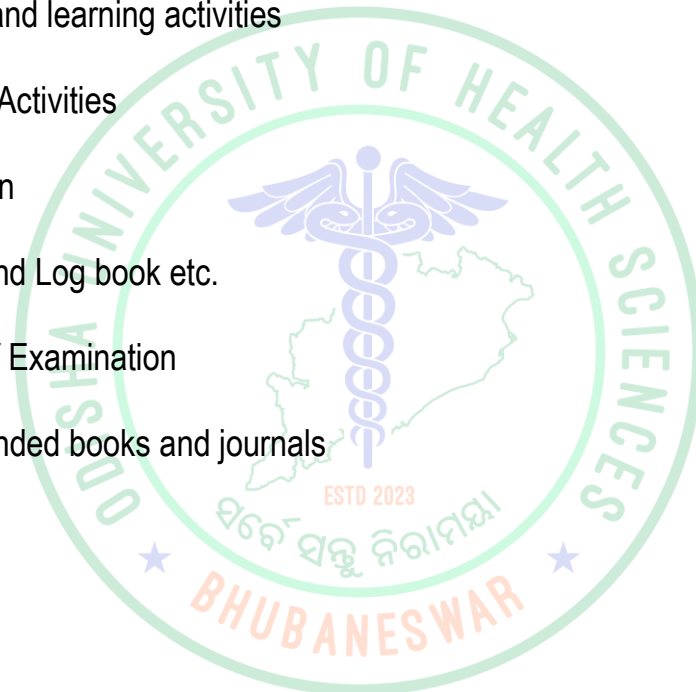 and learning activities
Activities
n
nd Log book etc.
f Examination
nded books and journals
ODISHA UNIVERSITY OF HEALTH SCIENCES
ESTD 2023
ସର୍ବେ ସନ୍ତୁ ନିରାମୟା
BHUBANESWAR